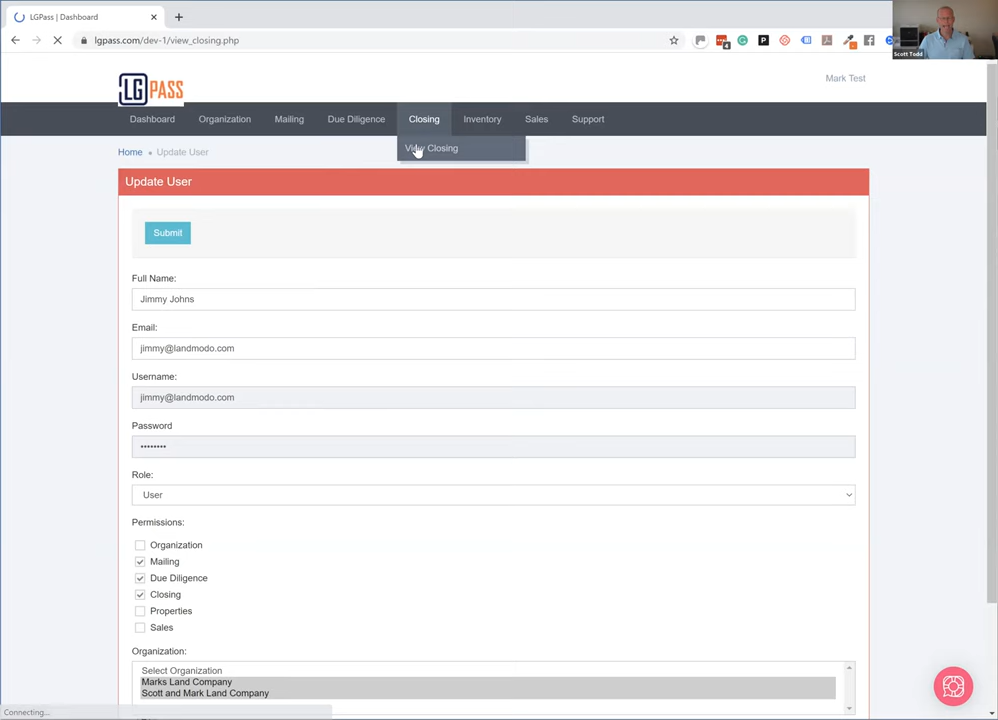 LGPass | Dashboard
lgpass.com/dev-1/view_closing.php
4
P
Scott Todd
LG PASS
Mark Test
Dashboard Organization Mailing Due Diligence Closing Inventory Sales Support
View Closing
Home Update User
Update User
Submit
Full Name:
Jimmy Johns
Email:
jimmy@landmodo.com
Username:
jimmy@landmodo.com
Password
••••••••
Role:
User
Permissions:
Organization
Mailing
Due Diligence
Closing
Properties
Sales
Organization:
Select Organization
Marks Land Company
Scott and Mark Land Company
Connecting...